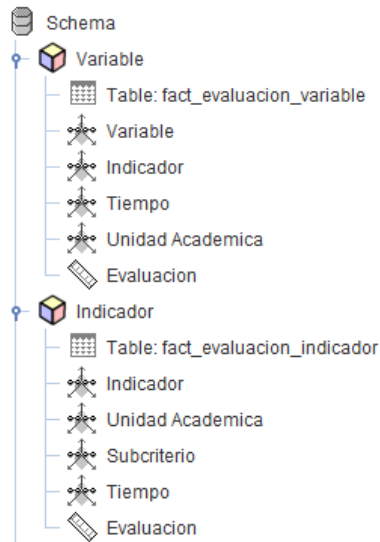 Schema
Variable
Table: fact_evaluacion_variable
Variable
Indicador
Tiempo
Unidad Academica
Evaluacion
Indicador
Table: fact_evaluacion_indicador
Indicador
Unidad Academica
Subcriterio
Tiempo
Evaluacion